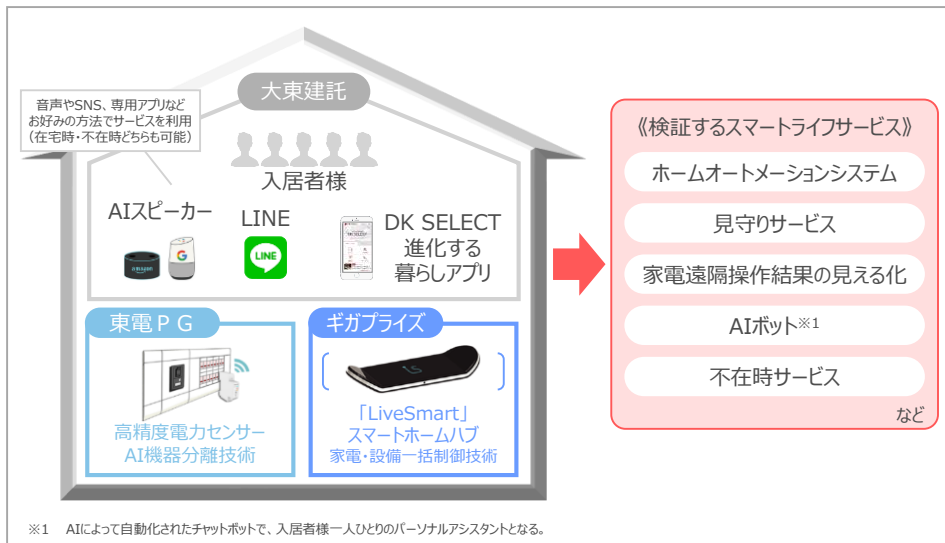 大東建託
音声やSNS、専用アプリなど
お好みの方法でサービスを利用
（在宅時・不在時どちらも可能）
入居者様
AIスピーカー
LINE
DK SELECT
進化する
暮らしアプリ
amazon
G
LINE
東電ＰＧ
高精度電力センサー
AI機器分離技術
ギガプライズ
LS
「LiveSmart」
スマートホームハブ
家電・設備一括制御技術
《検証するスマートライフサービス》
ホームオートメーションシステム
見守りサービス
家電遠隔操作結果の見える化
AIボット※1
不在時サービス
など
※1 AIによって自動化されたチャットボットで、入居者様一人ひとりのパーソナルアシスタントとなる。